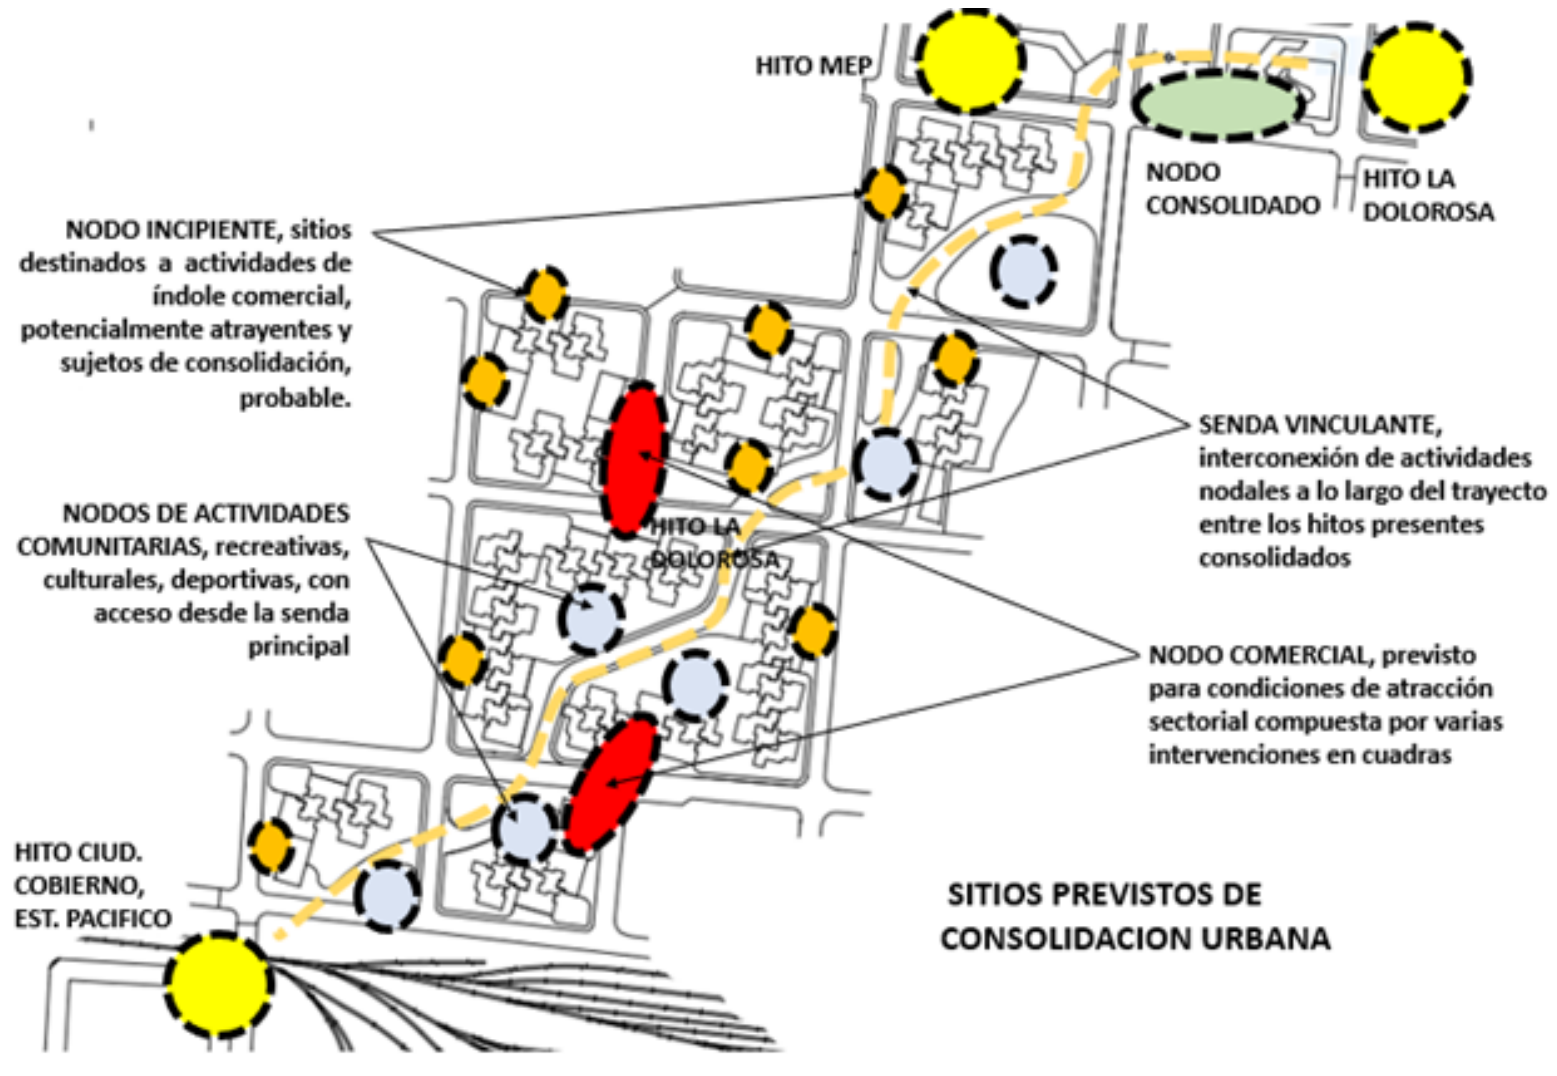 HITO MEP
NODO
CONSOLIDADO
HITO LA
DOLOROSA
NODO INCIPIENTE, sitios
destinados a actividades de
índole comercial,
potencialmente atrayentes y
sujetos de consolidación,
probable.
SENDA VINCULANTE,
interconexión de actividades
nodales a lo largo del trayecto
entre los hitos presentes
consolidados
NODOS DE ACTIVIDADES
COMUNITARIAS, recreativas,
culturales, deportivas, con
acceso desde la senda
principal
HITO LA
DOLOROSA
NODO COMERCIAL, previsto
para condiciones de atracción
sectorial compuesta por varias
intervenciones en cuadras
HITO CIUD.
COBIERNO,
EST. PACIFICO
SITIOS PREVISTOS DE
CONSOLIDACION URBANA